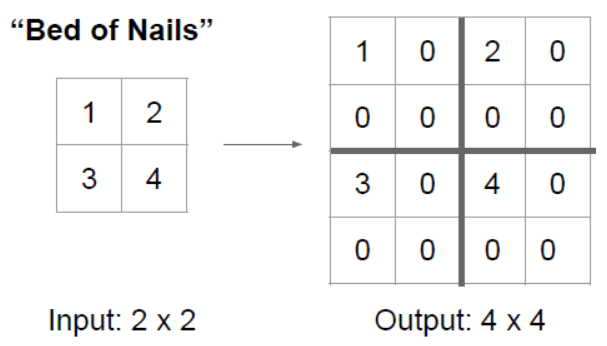 “Bed of Nails”
1 2
3 4
1 0 2 0
0 0 0 0
3 0 4 0
0 0 0 0
Input: 2 x 2
Output: 4 x 4